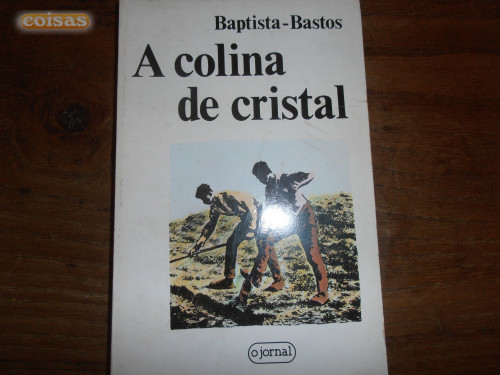 coisas
Baptista-Bastos
A colina
de cristal
o jornal